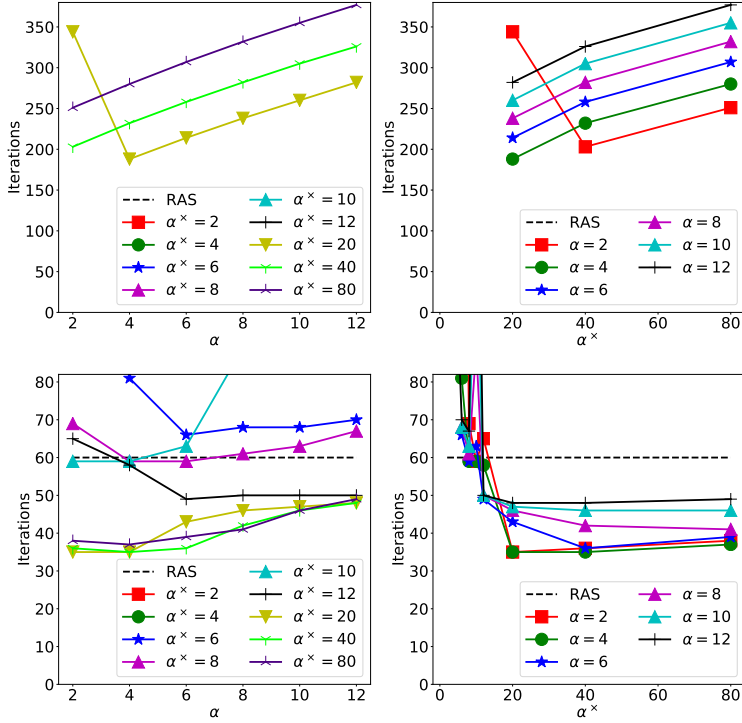 350
300
250
200
150
100
50
0
Iterations
RAS
α× = 2
α× = 4
α× = 6
α× = 8
α× = 10
α× = 12
α× = 20
α× = 40
α× = 80
2 4 6 8 10 12
α
350
300
250
200
150
100
50
0
Iterations
RAS
α = 2
α = 4
α = 6
α = 8
α = 10
α = 12
0 20 40 60 80
α×
80
70
60
50
40
30
20
10
0
Iterations
RAS
α× = 2
α× = 4
α× = 6
α× = 8
α× = 10
α× = 12
α× = 20
α× = 40
α× = 80
2 4 6 8 10 12
α
80
70
60
50
40
30
20
10
0
Iterations
RAS
α = 2
α = 4
α = 6
α = 8
α = 10
α = 12
0 20 40 60 80
α×